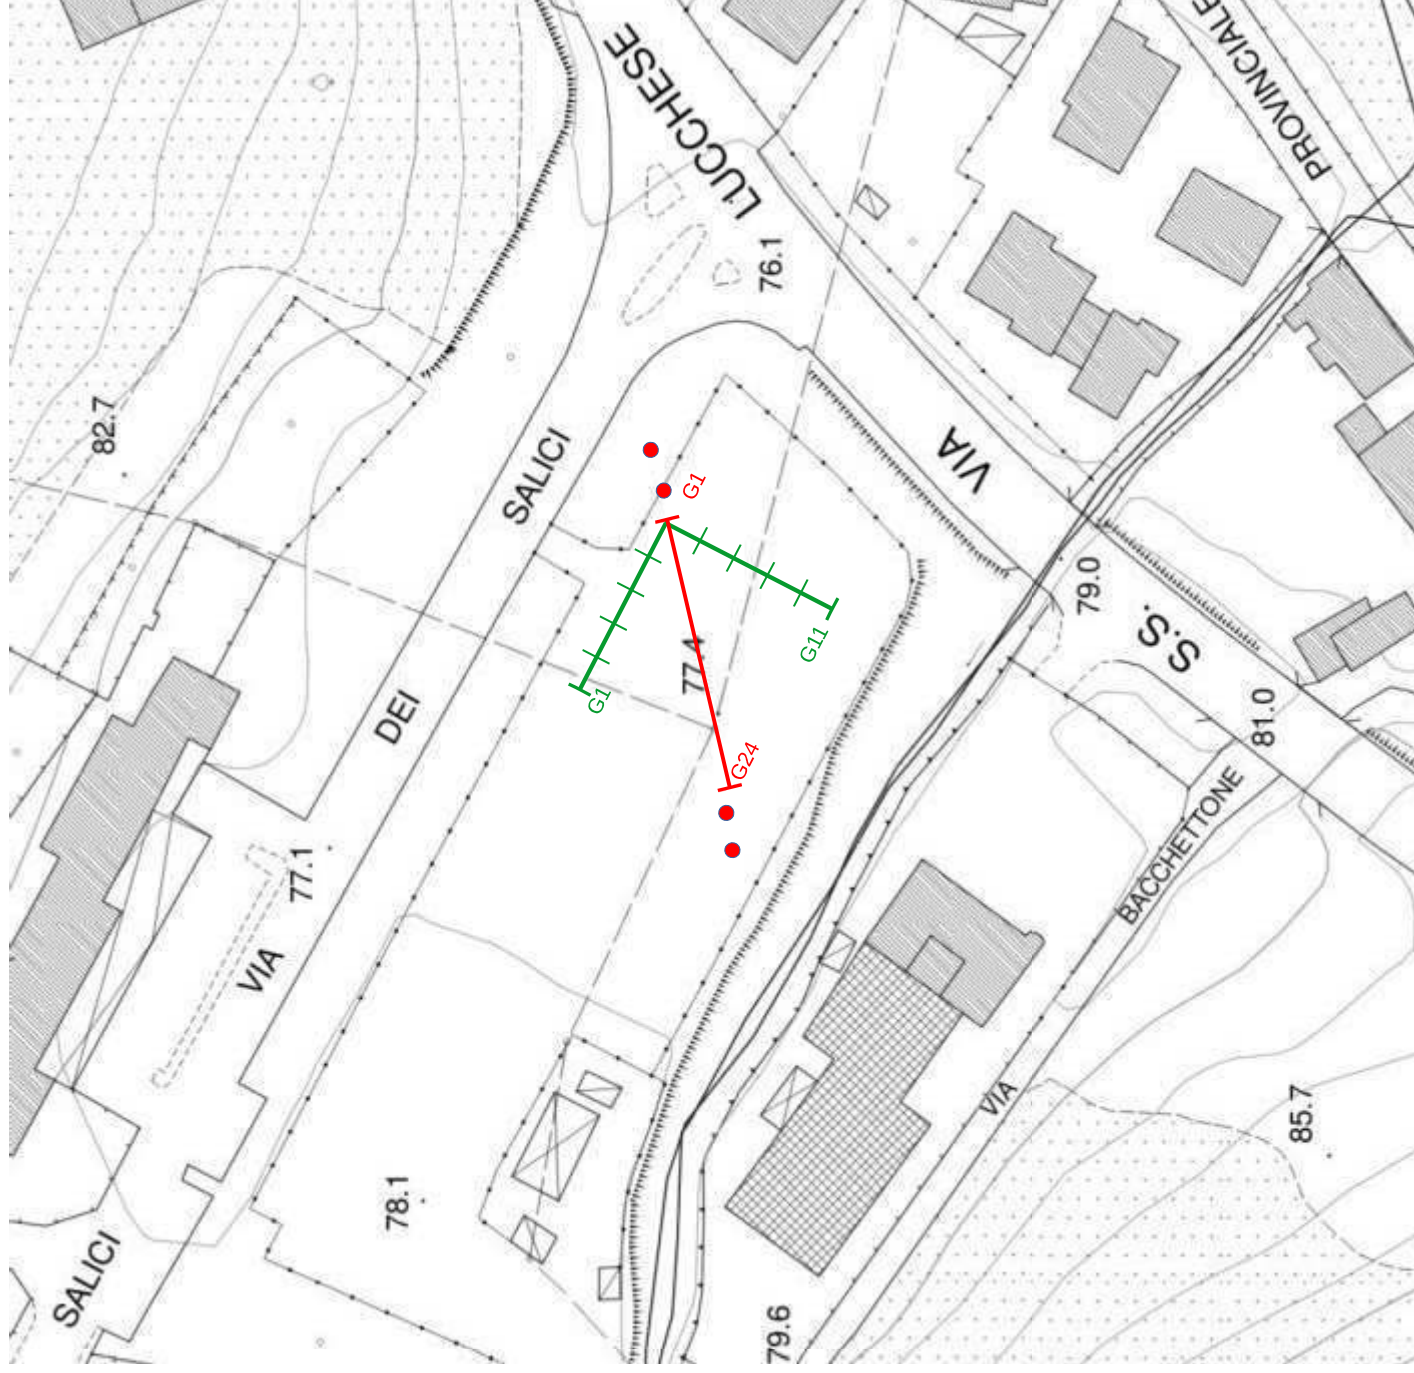 PROVINCIALE
LUCCHESE
76.1
82.7
SALICI
VIA
G1
79.0
S.S.
G11
77.4
G1
81.0
DEI
G24
BACCHETTONE
77.1
VIA
VIA
85.7
78.1
SALICI
79.6